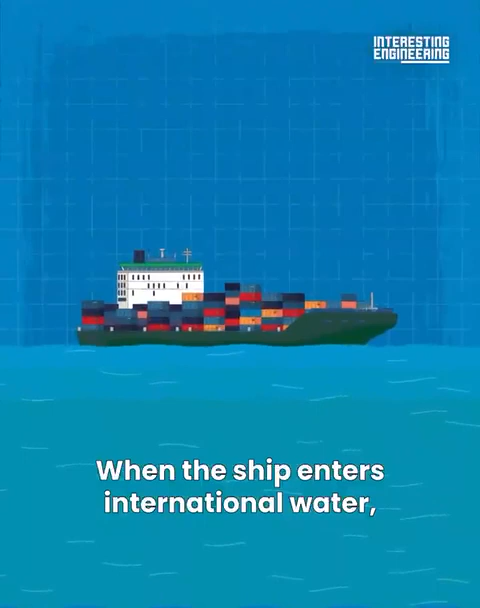 INTERESTING
ENGINEERING
When the ship enters
international water,